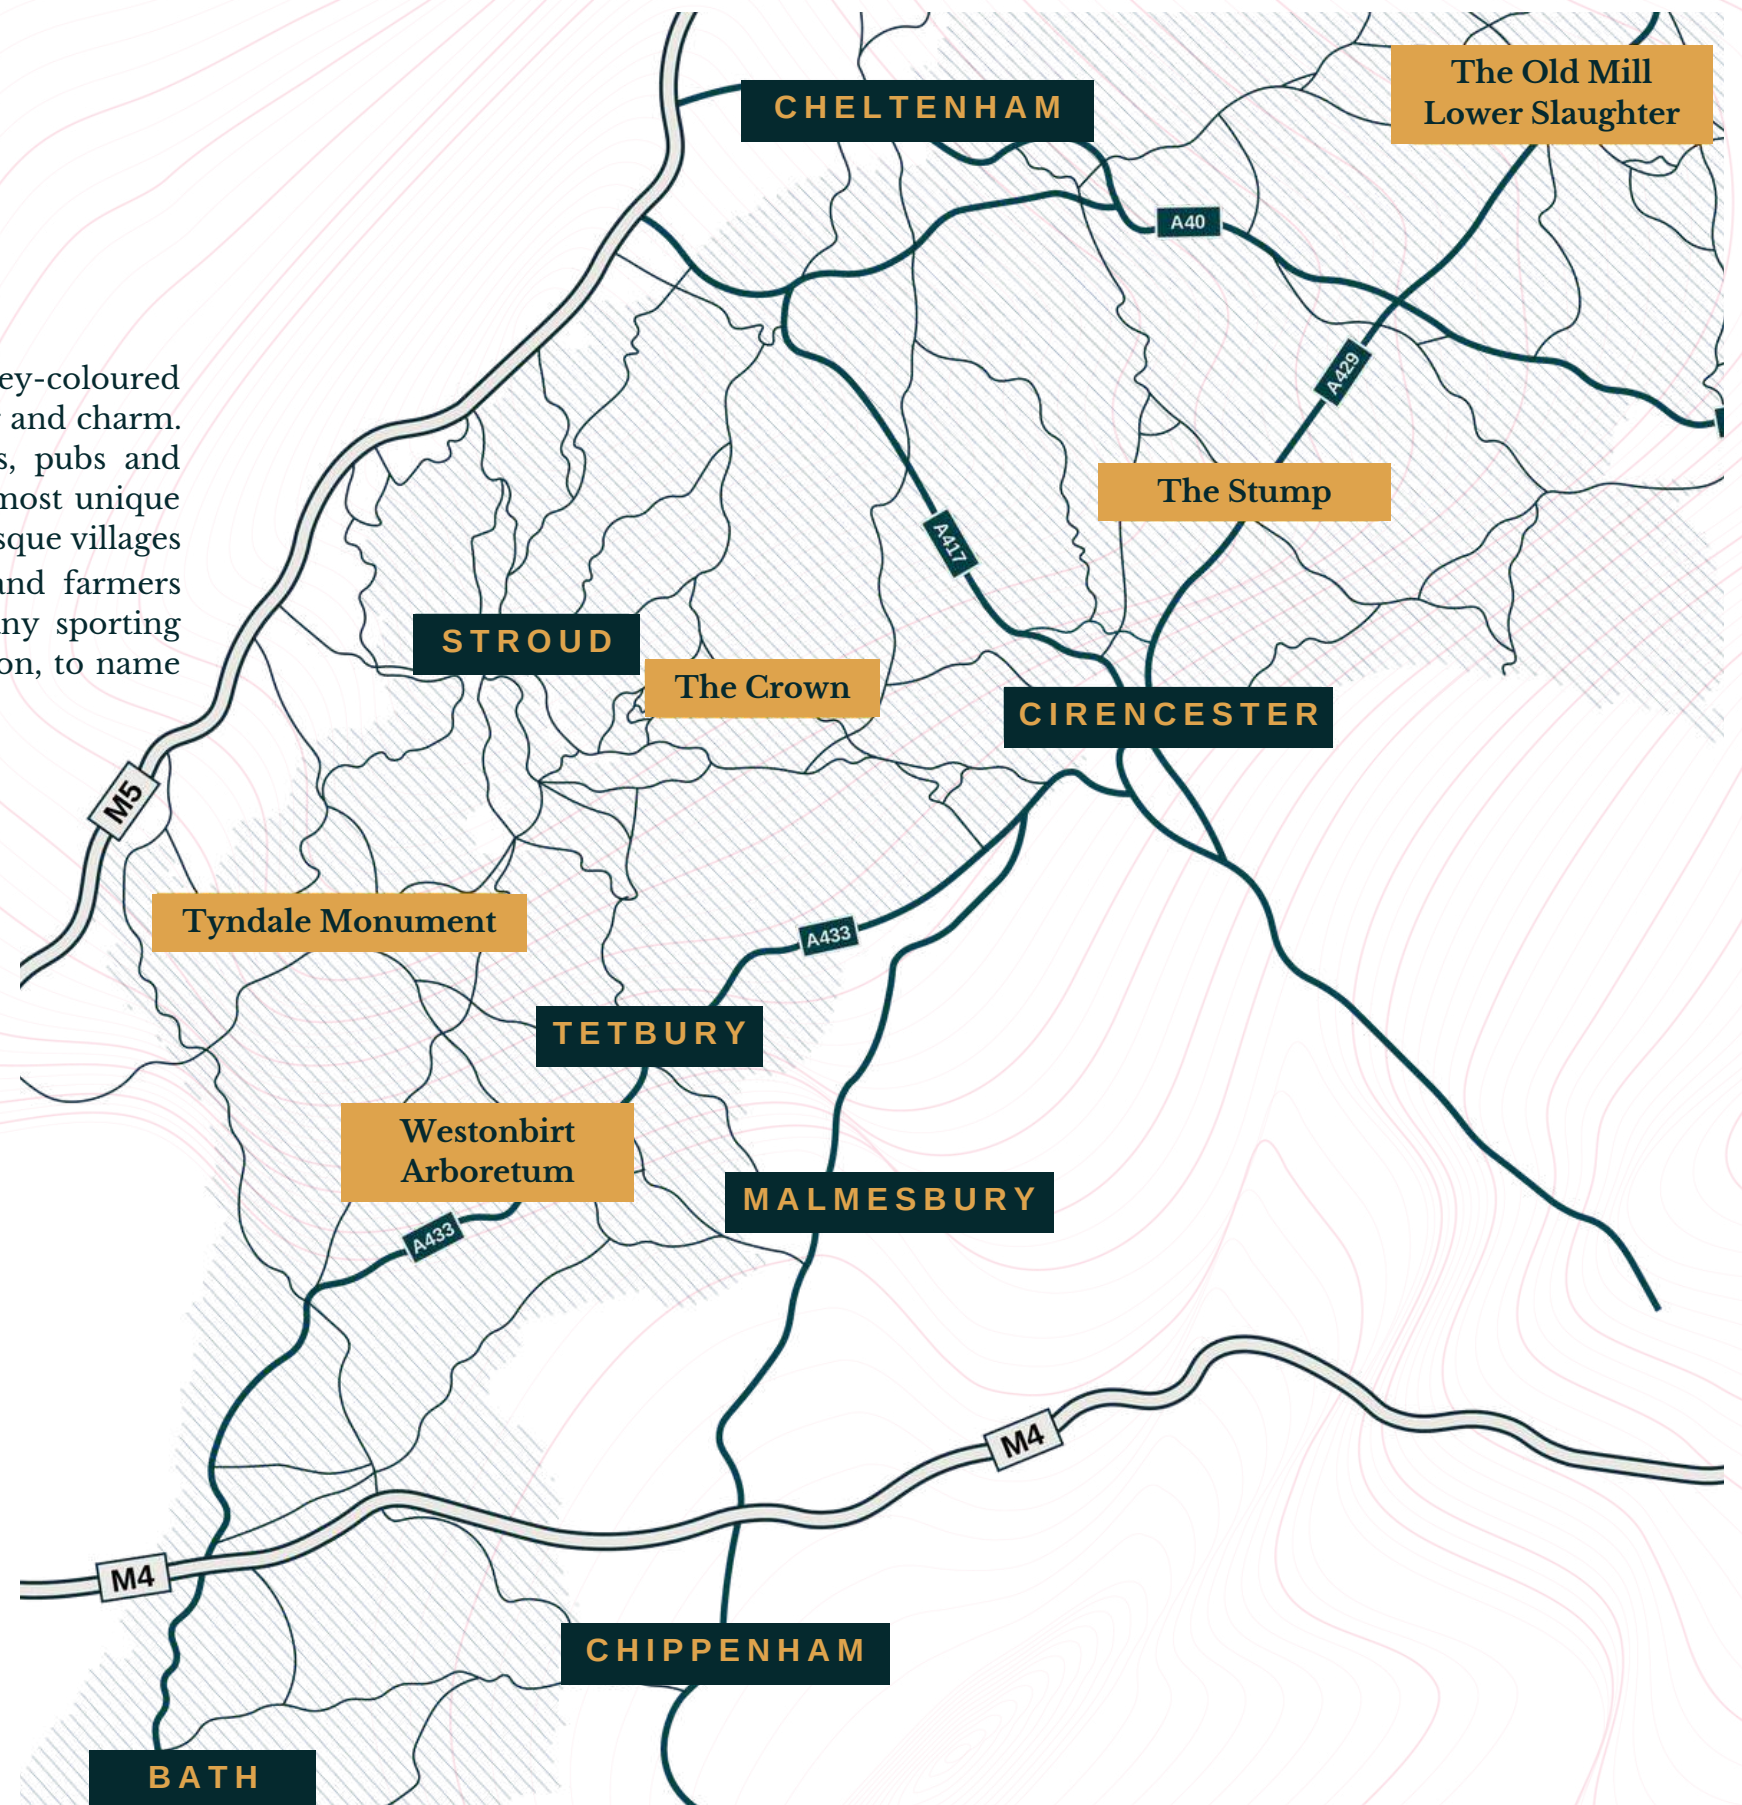 The Old Mill
Lower Slaughter
CHELTENHAM
A40
A429
ey-coloured
and charm.
s, pubs and
most unique
sque villages
and farmers
ny sporting
on, to name
The Stump
A417
STROUD
The Crown
CIRENCESTER
M5
Tyndale Monument
A433
TETBURY
Westonbirt
Arboretum
MALMESBURY
A433
M4
M4
CHIPPENHAM
BATH